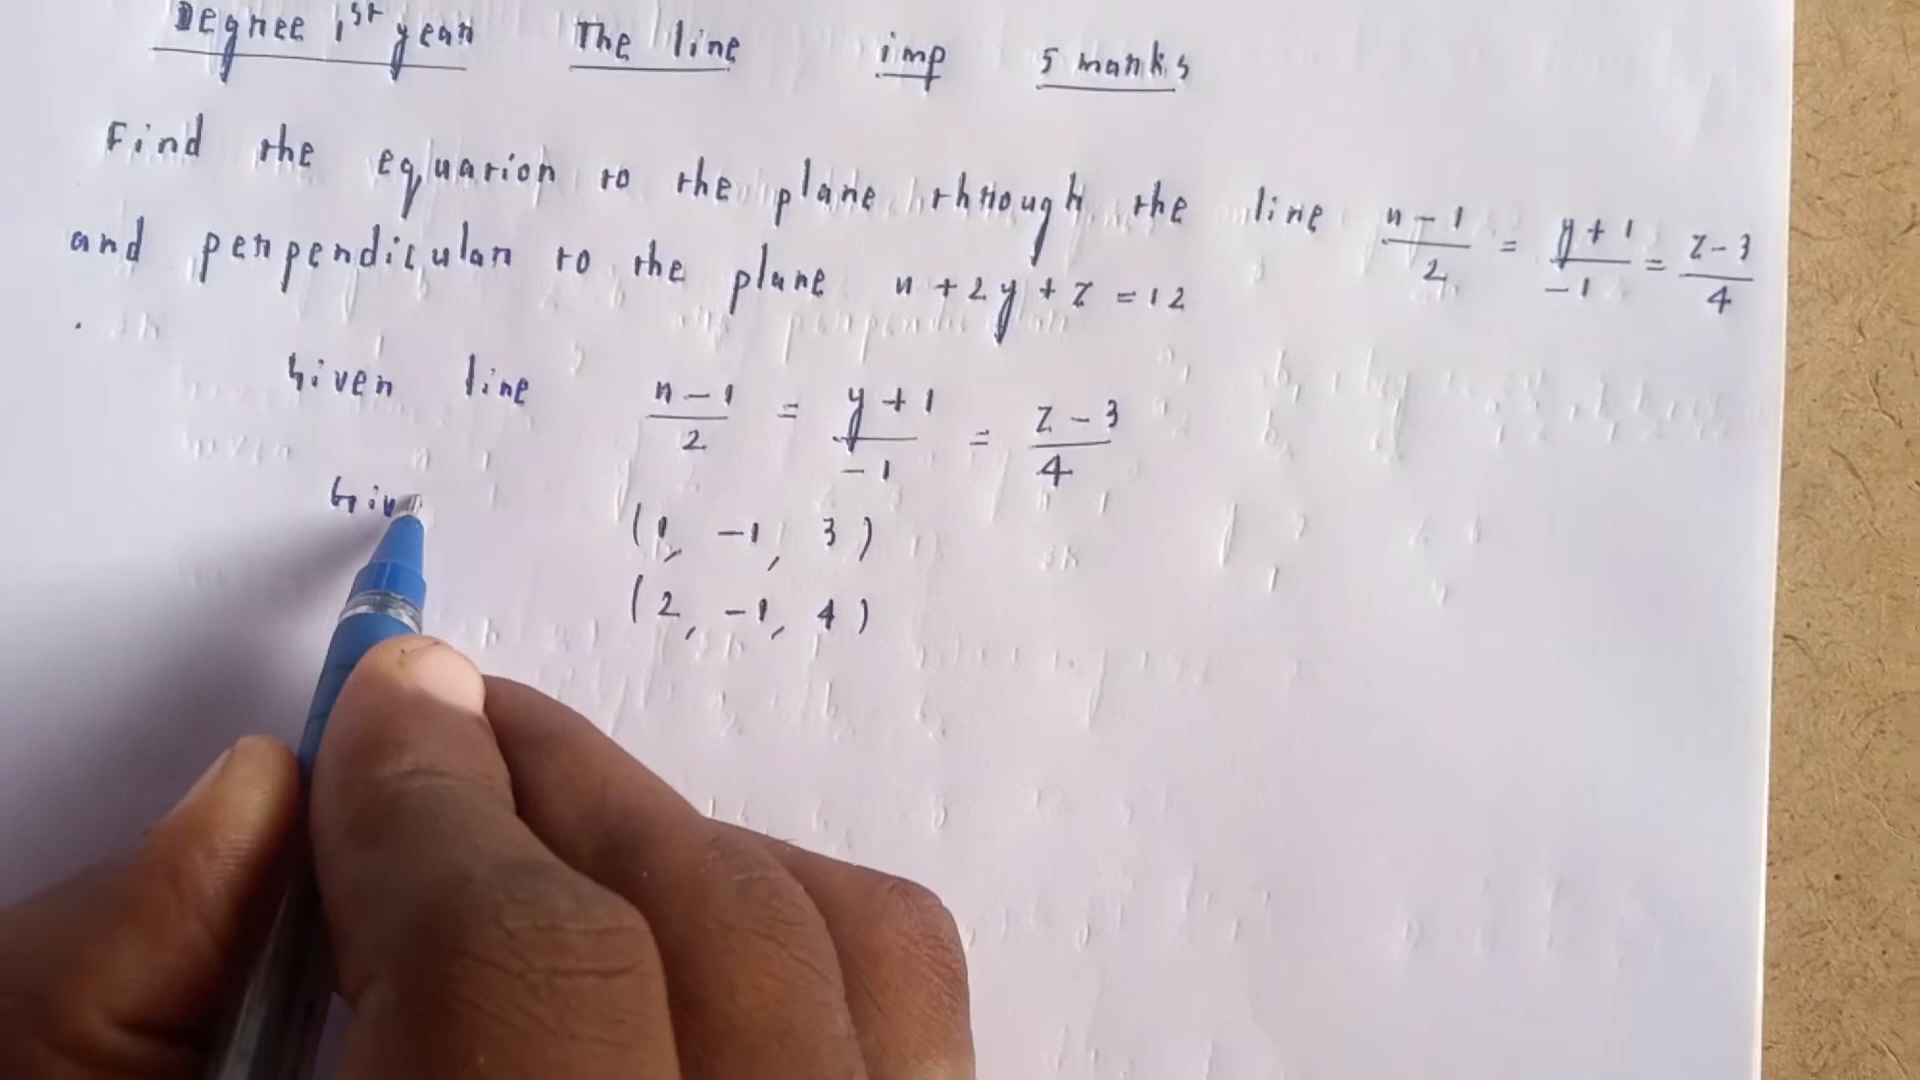 Degree 1st year The line imp 5 marks
Find the equation to the plane through the line x - 1 / 2 = y + 1 / -1 = z - 3 / 4
and perpendicular to the plane x + 2y + z = 12
Given line x - 1 / 2 = y + 1 / -1 = z - 3 / 4
Giv (1, -1, 3)
(2, -1, 4)